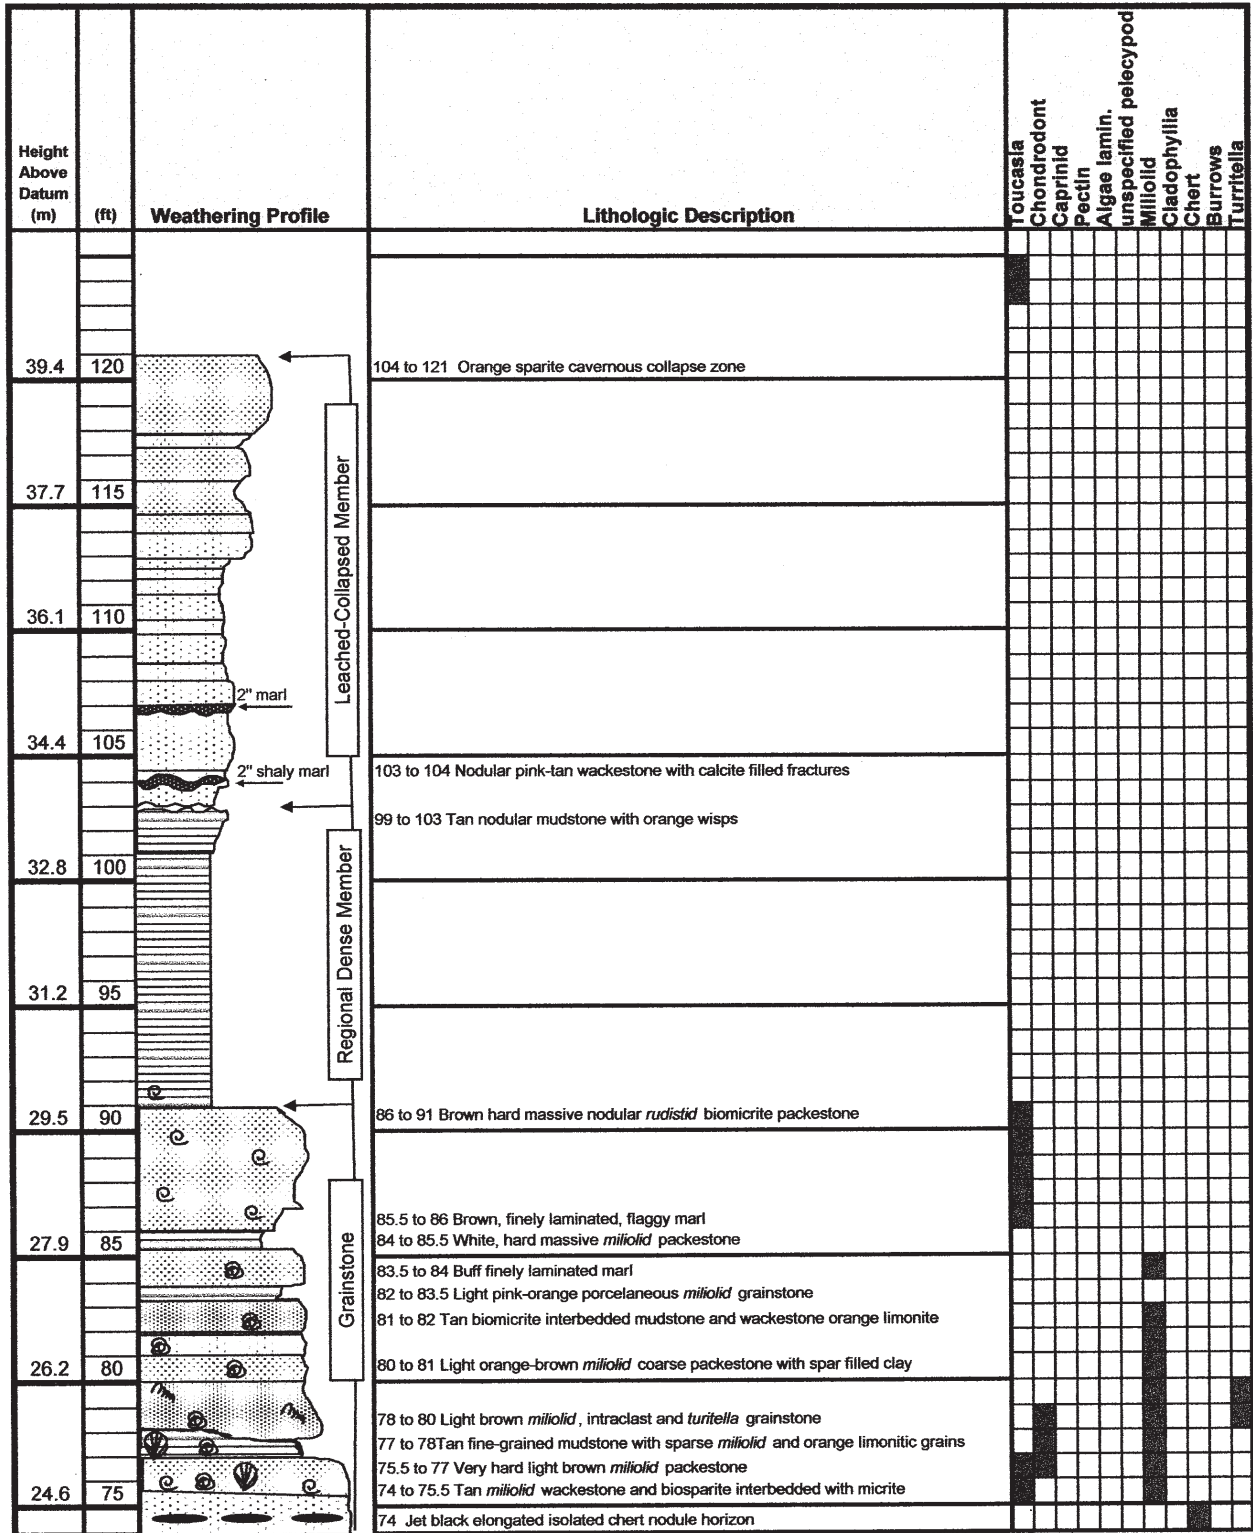 Height
Above
Datum
(m)
(ft)
Weathering Profile
Lithologic Description
Toucasia
Chondrodont
Caprinid
Pectin
Algae lamin.
unspecified pelecypod
Miliolid
Cladophyllia
Chert
Burrows
Turritella
39.4 120 104 to 121 Orange sparite cavernous collapse zone
Leached-Collapsed Member
37.7 115
36.1 110
2" marl
34.4 105
2" shaly marl
103 to 104 Nodular pink-tan wackestone with calcite filled fractures
99 to 103 Tan nodular mudstone with orange wisps
32.8 100
Regional Dense Member
31.2 95
29.5 90 86 to 91 Brown hard massive nodular rudistid biomicrite packestone
Grainstone
85.5 to 86 Brown, finely laminated, flaggy marl
27.9 85 84 to 85.5 White, hard massive miliolid packestone
83.5 to 84 Buff finely laminated marl
82 to 83.5 Light pink-orange porcelaneous miliolid grainstone
81 to 82 Tan biomicrite interbedded mudstone and wackestone orange limonite
26.2 80 80 to 81 Light orange-brown miliolid coarse packestone with spar filled clay
78 to 80 Light brown miliolid, intraclast and turitella grainstone
77 to 78Tan fine-grained mudstone with sparse miliolid and orange limonitic grains
75.5 to 77 Very hard light brown miliolid packestone
24.6 75 74 to 75.5 Tan miliolid wackestone and biosparite interbedded with micrite
74 Jet black elongated isolated chert nodule horizon